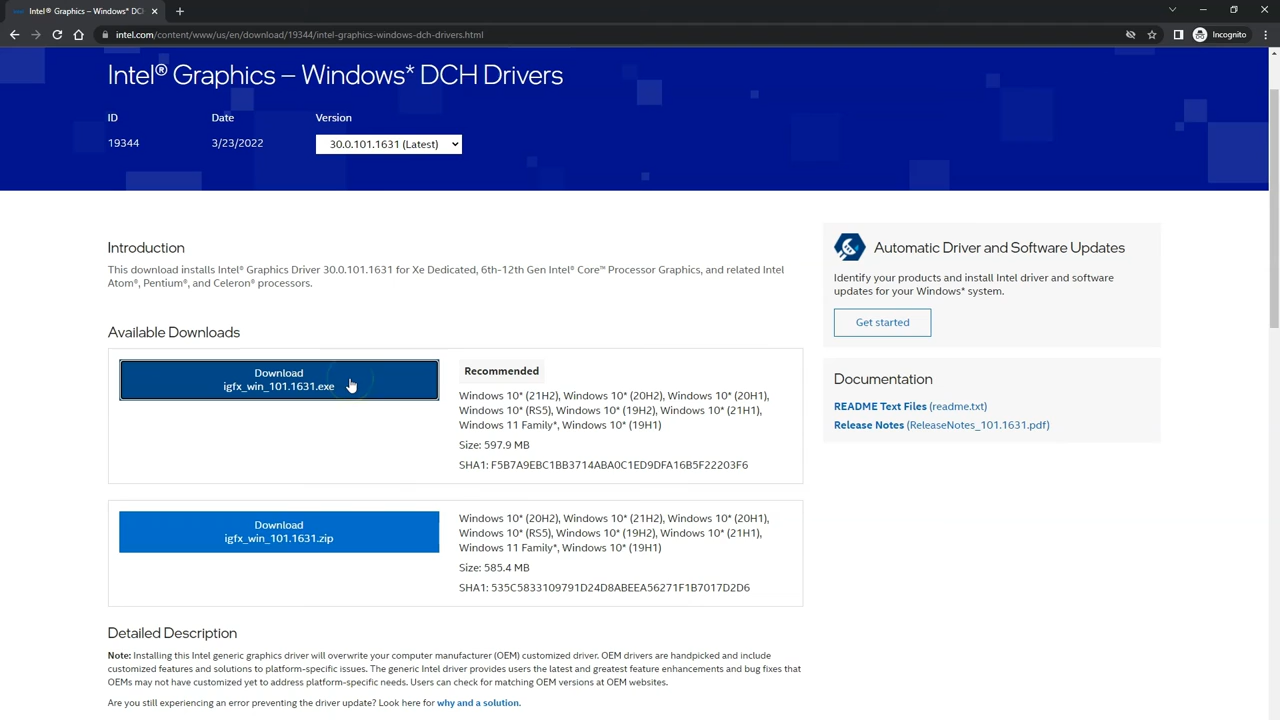 Intel® Graphics – Windows* DCH
intel.com/content/www/us/en/download/19344/intel-graphics-windows-dch-drivers.html
Incognito
Intel® Graphics – Windows* DCH Drivers
ID
Date
Version
19344
3/23/2022
30.0.101.1631 (Latest)
Introduction
This download installs Intel® Graphics Driver 30.0.101.1631 for Xe Dedicated, 6th-12th Gen Intel® Core™ Processor Graphics, and related Intel
Atom®, Pentium®, and Celeron® processors.
Available Downloads
Download
igfx_win_101.1631.exe
Recommended
Windows 10* (21H2), Windows 10* (20H2), Windows 10* (20H1),
Windows 10* (RS5), Windows 10* (19H2), Windows 10* (21H1),
Windows 11 Family*, Windows 10* (19H1)
Size: 597.9 MB
SHA1: F5B7A9EBC1BB3714ABA0C1ED9DFA16B5F22203F6
Download
igfx_win_101.1631.zip
Windows 10* (20H2), Windows 10* (21H2), Windows 10* (20H1),
Windows 10* (RS5), Windows 10* (19H2), Windows 10* (21H1),
Windows 11 Family*, Windows 10* (19H1)
Size: 585.4 MB
SHA1: 535C5833109791D24D8ABEEA56271F1B7017D2D6
Detailed Description
Note: Installing this Intel generic graphics driver will overwrite your computer manufacturer (OEM) customized driver. OEM drivers are handpicked and include
customized features and solutions to platform-specific issues. The generic Intel driver provides users the latest and greatest feature enhancements and bug fixes that
OEMs may not have customized yet to address platform-specific needs. Users can check for matching OEM versions at OEM websites.
Are you still experiencing an error preventing the driver update? Look here for why and a solution.
Automatic Driver and Software Updates
Identify your products and install Intel driver and software
updates for your Windows* system.
Get started
Documentation
README Text Files (readme.txt)
Release Notes (ReleaseNotes_101.1631.pdf)